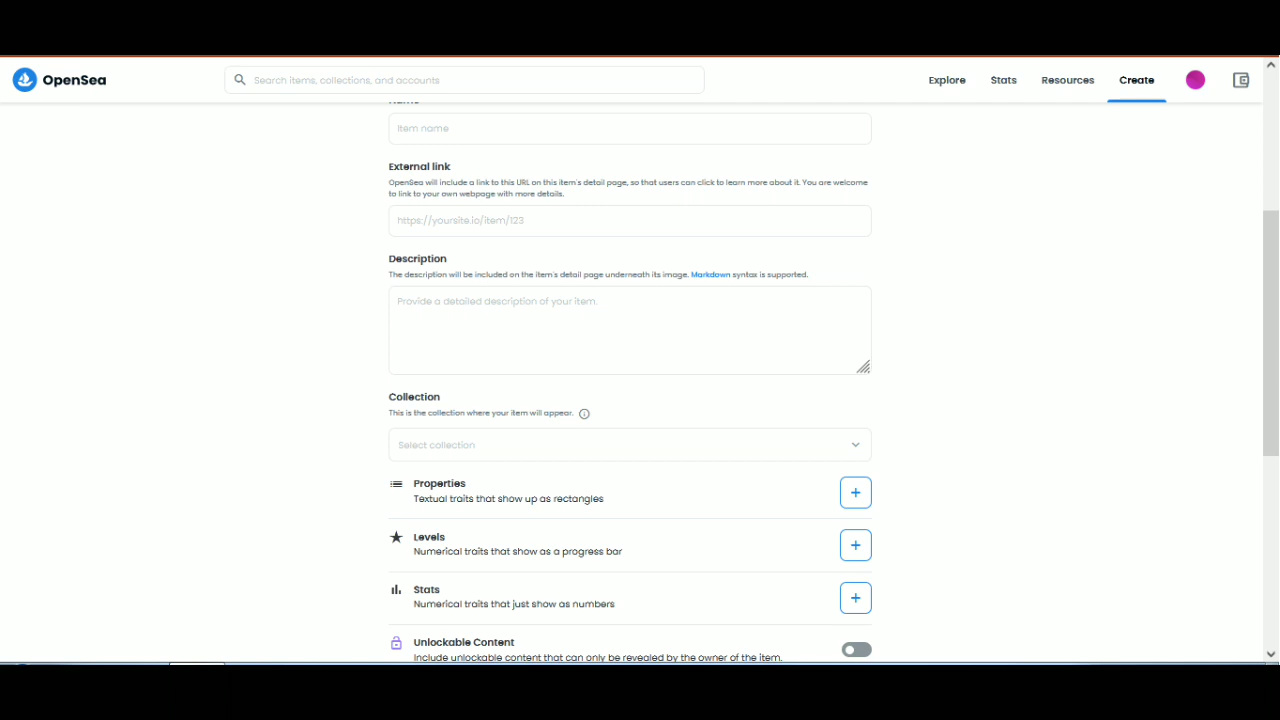 OpenSea
Search items, collections, and accounts
Explore
Stats
Resources
Create
Name
Item name
External link
OpenSea will include a link to this URL on this item's detail page, so that users can click to learn more about it. You are welcome
to link to your own webpage with more details.
https://yoursite.io/item/123
Description
The description will be included on the item's detail page underneath its image. Markdown syntax is supported.
Provide a detailed description of your item.
Collection
This is the collection where your item will appear.
Select collection
Properties
Textual traits that show up as rectangles
Levels
Numerical traits that show as a progress bar
Stats
Numerical traits that just show as numbers
Unlockable Content
Include unlockable content that can only be revealed by the owner of the item.